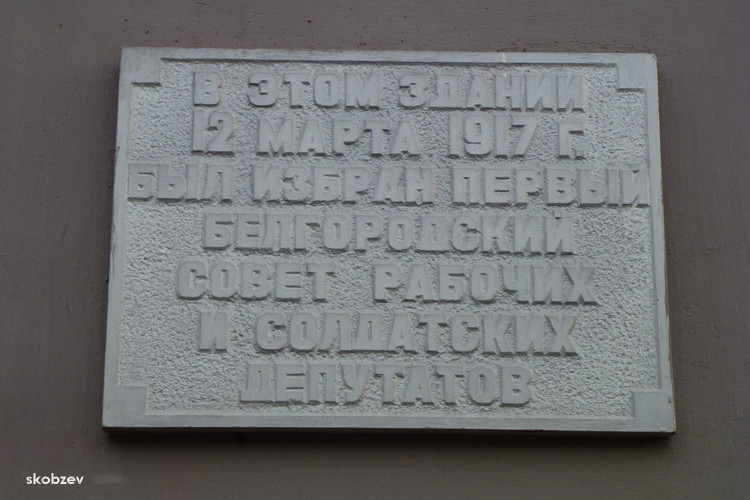 В ЭТОМ ЗДАНИИ
12 МАРТА 1917 Г.
БЫЛ ИЗБРАН ПЕРВЫЙ
БЕЛГОРОДСКИЙ
СОВЕТ РАБОЧИХ
И СОЛДАТСКИХ
ДЕПУТАТОВ
skobzev